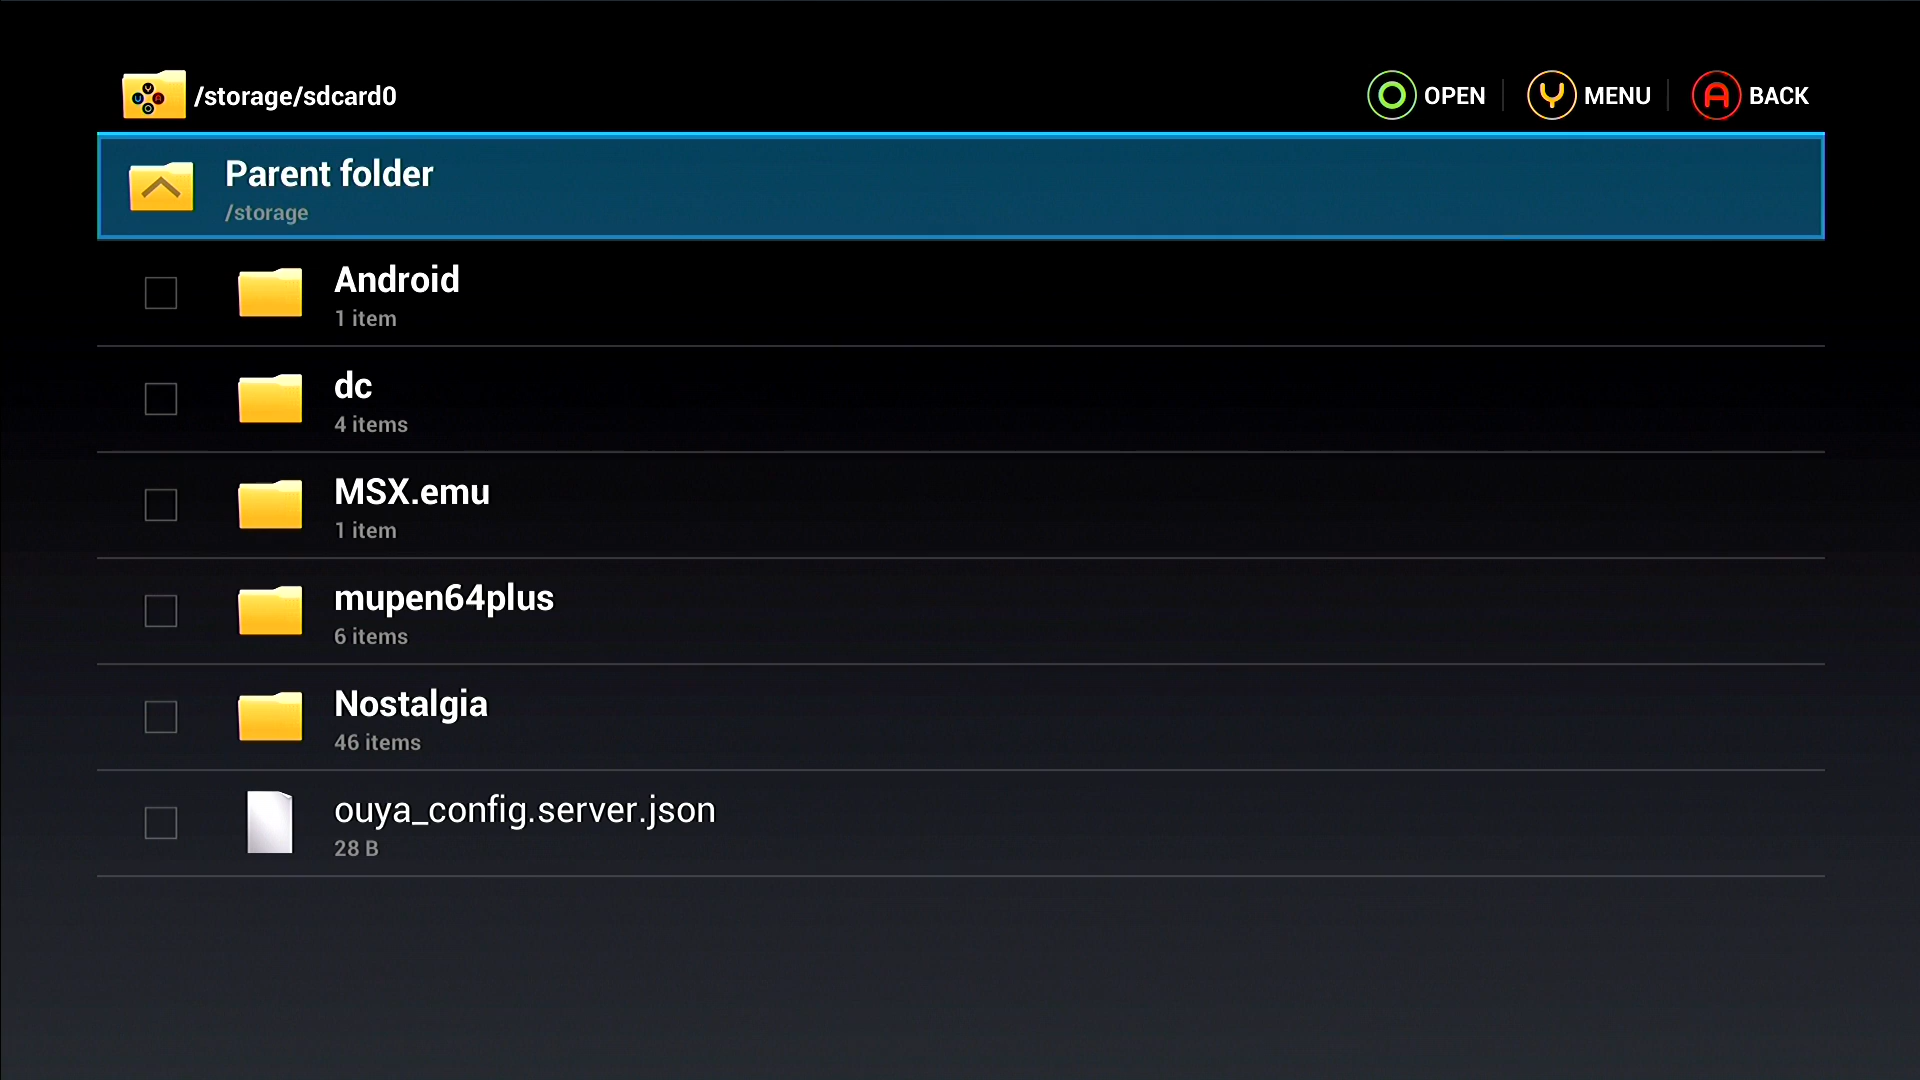 /storage/sdcard0
OPEN
MENU
BACK
Parent folder
/storage
Android
1 item
dc
4 items
MSX.emu
1 item
mupen64plus
6 items
Nostalgia
46 items
ouya_config.server.json
28 B